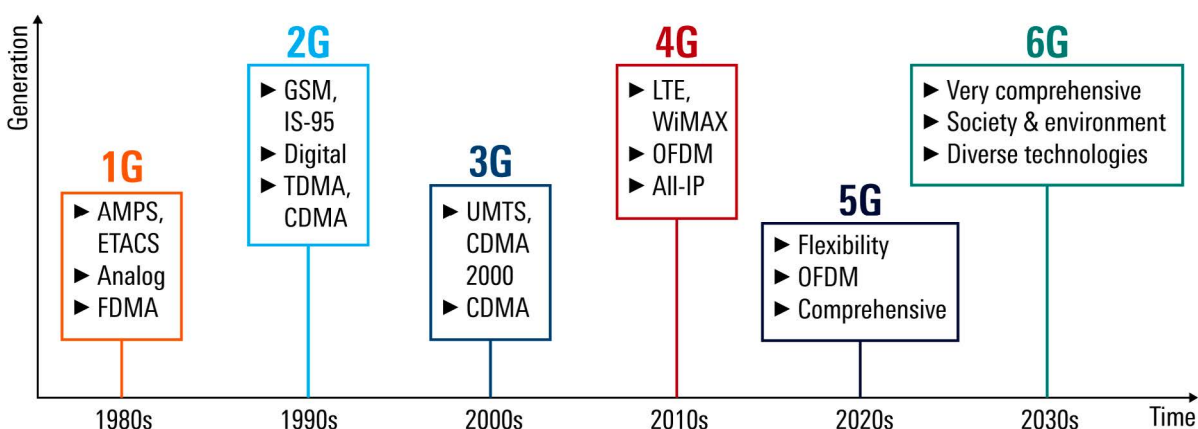 Generation
1G
► AMPS,
ETACS
► Analog
► FDMA
2G
► GSM,
IS-95
► Digital
► TDMA,
CDMA
3G
► UMTS,
CDMA
2000
► CDMA
4G
► LTE,
WiMAX
► OFDM
► All-IP
5G
► Flexibility
► OFDM
► Comprehensive
6G
► Very comprehensive
► Society & environment
► Diverse technologies
1980s
1990s
2000s
2010s
2020s
2030s
Time